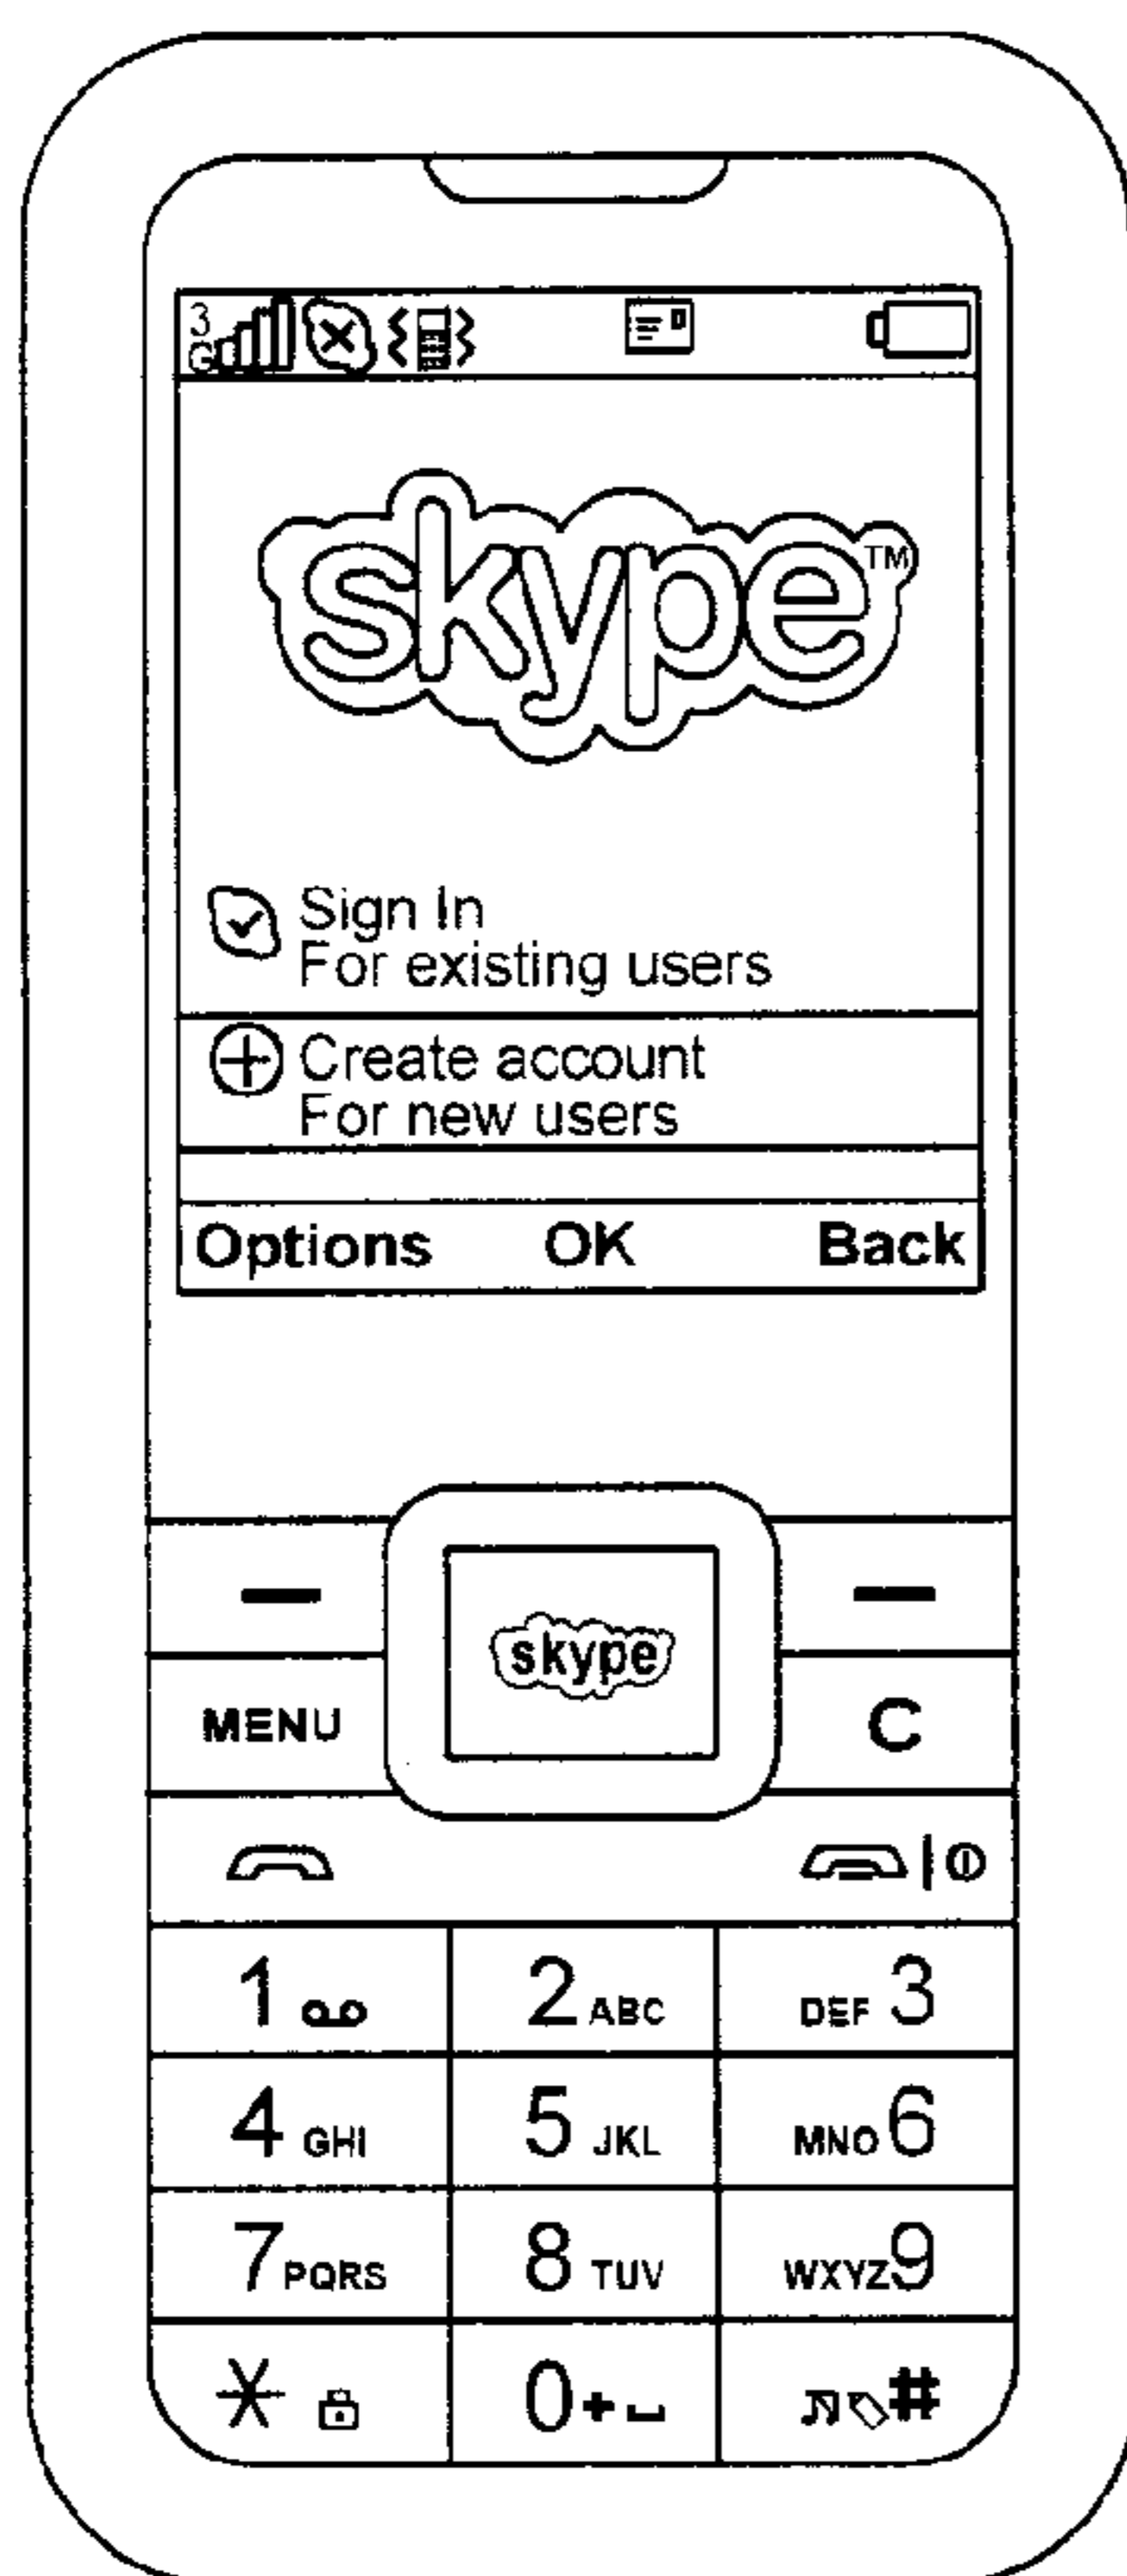 3
G
skype™
Sign In
For existing users
Create account
For new users
Options OK Back
skype
MENU C
1 2 ABC DEF 3
4 GHI 5 JKL MNO 6
7 PQRS 8 TUV WXYZ 9
* 0 + #